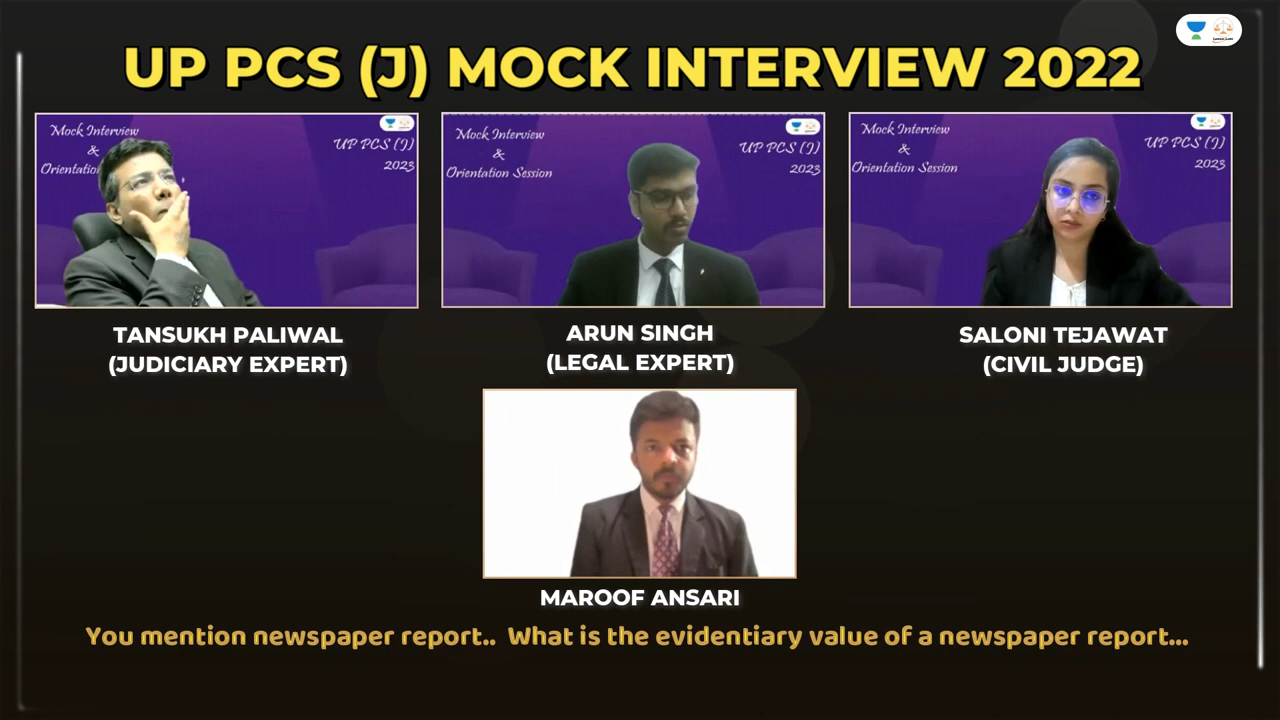 UP PCS (J) MOCK INTERVIEW 2022
Mock Interview
&
Orientation
UP PCS (J)
2023
Mock Interview
&
Orientation Session
UP PCS (J)
2023
Mock Interview
&
Orientation Session
UP PCS (J)
2023
TANSUKH PALIWAL
(JUDICIARY EXPERT)
ARUN SINGH
(LEGAL EXPERT)
SALONI TEJAWAT
(CIVIL JUDGE)
MAROOF ANSARI
You mention newspaper report.. What is the evidentiary value of a newspaper report...